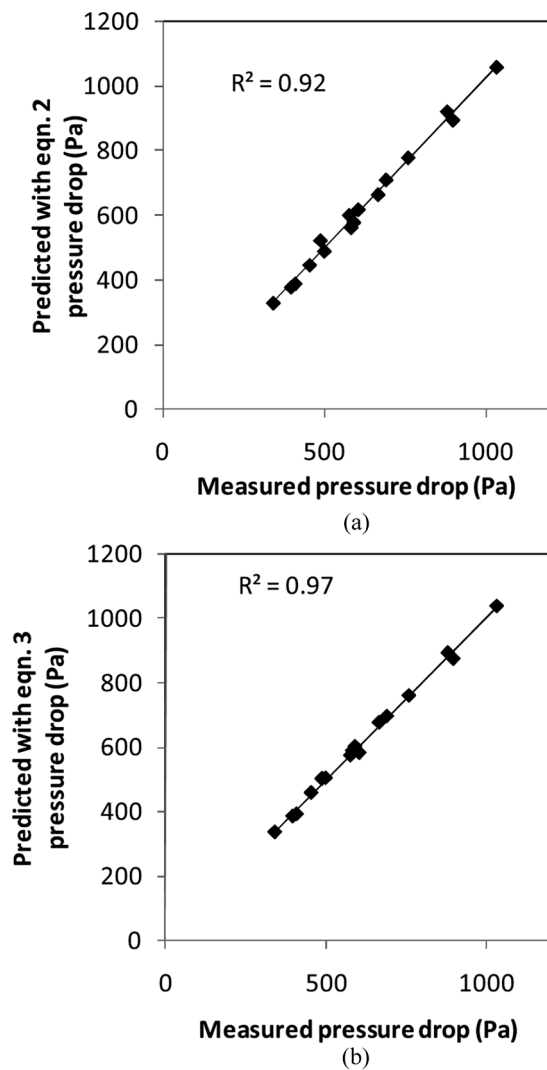 1200
1000
800
600
400
200
0
R² = 0.92
Predicted with eqn. 2
pressure drop (Pa)
0 500 1000
Measured pressure drop (Pa)
(a)
1200
1000
800
600
400
200
0
R² = 0.97
Predicted with eqn. 3
pressure drop (Pa)
0 500 1000
Measured pressure drop (Pa)
(b)